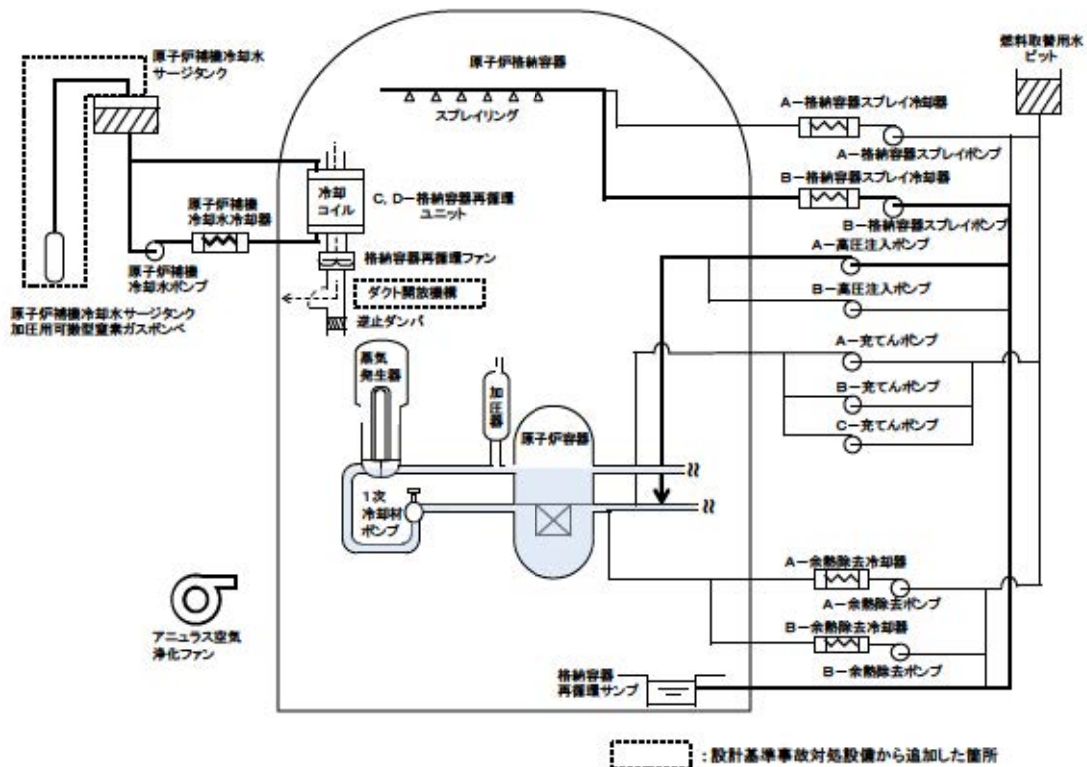 原子炉補機冷却水
サージタンク
原子炉格納容器
燃料取替用水
ピット
スプレイリング
A-格納容器スプレイ冷却器
A-格納容器スプレイポンプ
B-格納容器スプレイ冷却器
B-格納容器スプレイポンプ
冷却
コイル
C,D-格納容器再循環
ユニット
原子炉補機
冷却水冷却器
原子炉補機
冷却水ポンプ
格納容器再循環ファン
A-高圧注入ポンプ
B-高圧注入ポンプ
ダクト開放機構
原子炉補機冷却水サージタンク
加圧用可搬型窒素ガスボンベ
逆止ダンパ
A-充てんポンプ
B-充てんポンプ
C-充てんポンプ
蒸気
発生器
加
圧
器
原子炉容器
1次
冷却材
ポンプ
A-余熱除去冷却器
A-余熱除去ポンプ
B-余熱除去冷却器
B-余熱除去ポンプ
アニュラス空気
浄化ファン
格納容器
再循環サンプ
:設計基準事故対処設備から追加した箇所